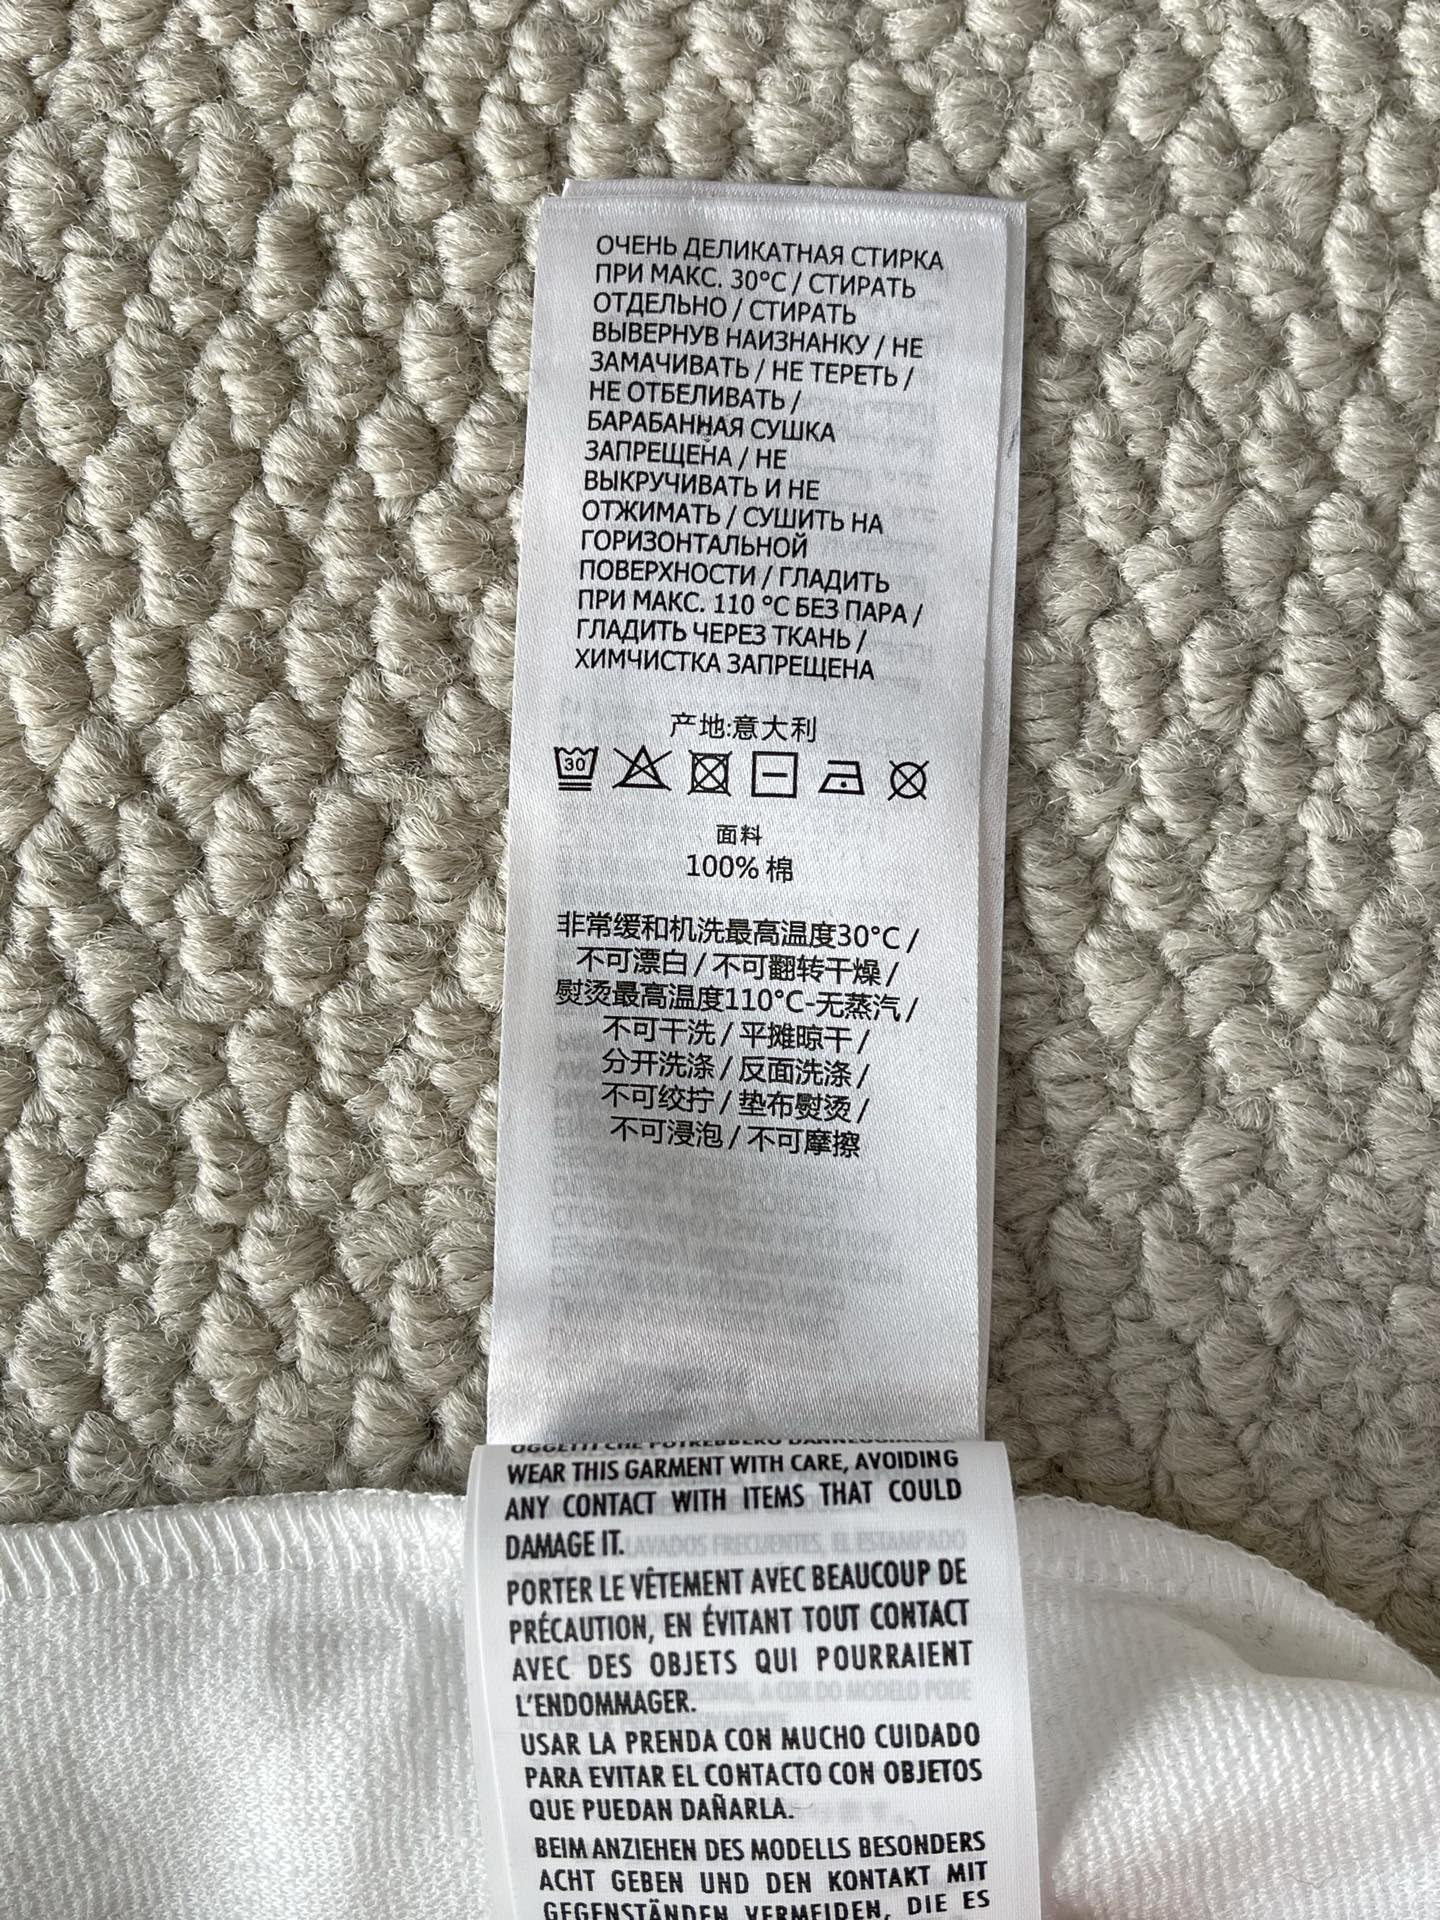 ОЧЕНЬ ДЕЛИКАТНАЯ СТИРКА
ПРИ МАКС. 30°C / СТИРАТЬ
ОТДЕЛЬНО / СТИРАТЬ
ВЫВЕРНУВ НАИЗНАНКУ / НЕ
ЗАМАЧИВАТЬ / НЕ ТЕРЕТЬ /
НЕ ОТБЕЛИВАТЬ /
БАРАБАННАЯ СУШКА
ЗАПРЕЩЕНА / НЕ
ВЫКРУЧИВАТЬ И НЕ
ОТЖИМАТЬ / СУШИТЬ НА
ГОРИЗОНТАЛЬНОЙ
ПОВЕРХНОСТИ / ГЛАДИТЬ
ПРИ МАКС. 110 °C БЕЗ ПАРА /
ГЛАДИТЬ ЧЕРЕЗ ТКАНЬ /
ХИМЧИСТКА ЗАПРЕЩЕНА
产地:意大利
30
面料
100% 棉
非常缓和机洗最高温度30°C /
不可漂白 / 不可翻转干燥 /
熨烫最高温度110°C-无蒸汽 /
不可干洗 / 平摊晾干 /
分开洗涤 / 反面洗涤 /
不可绞拧 / 垫布熨烫 /
不可浸泡 / 不可摩擦
OGGETTI CHE POTREBBERO DANNEGGIARLO.
WEAR THIS GARMENT WITH CARE, AVOIDING
ANY CONTACT WITH ITEMS THAT COULD
DAMAGE IT.
PORTER LE VÊTEMENT AVEC BEAUCOUP DE
PRÉCAUTION, EN ÉVITANT TOUT CONTACT
AVEC DES OBJETS QUI POURRAIENT
L'ENDOMMAGER.
USAR LA PRENDA CON MUCHO CUIDADO
PARA EVITAR EL CONTACTO CON OBJETOS
QUE PUEDAN DAÑARLA.
BEIM ANZIEHEN DES MODELLS BESONDERS
ACHT GEBEN UND DEN KONTAKT MIT
GEGENSTÄNDEN VERMEIDEN, DIE ES